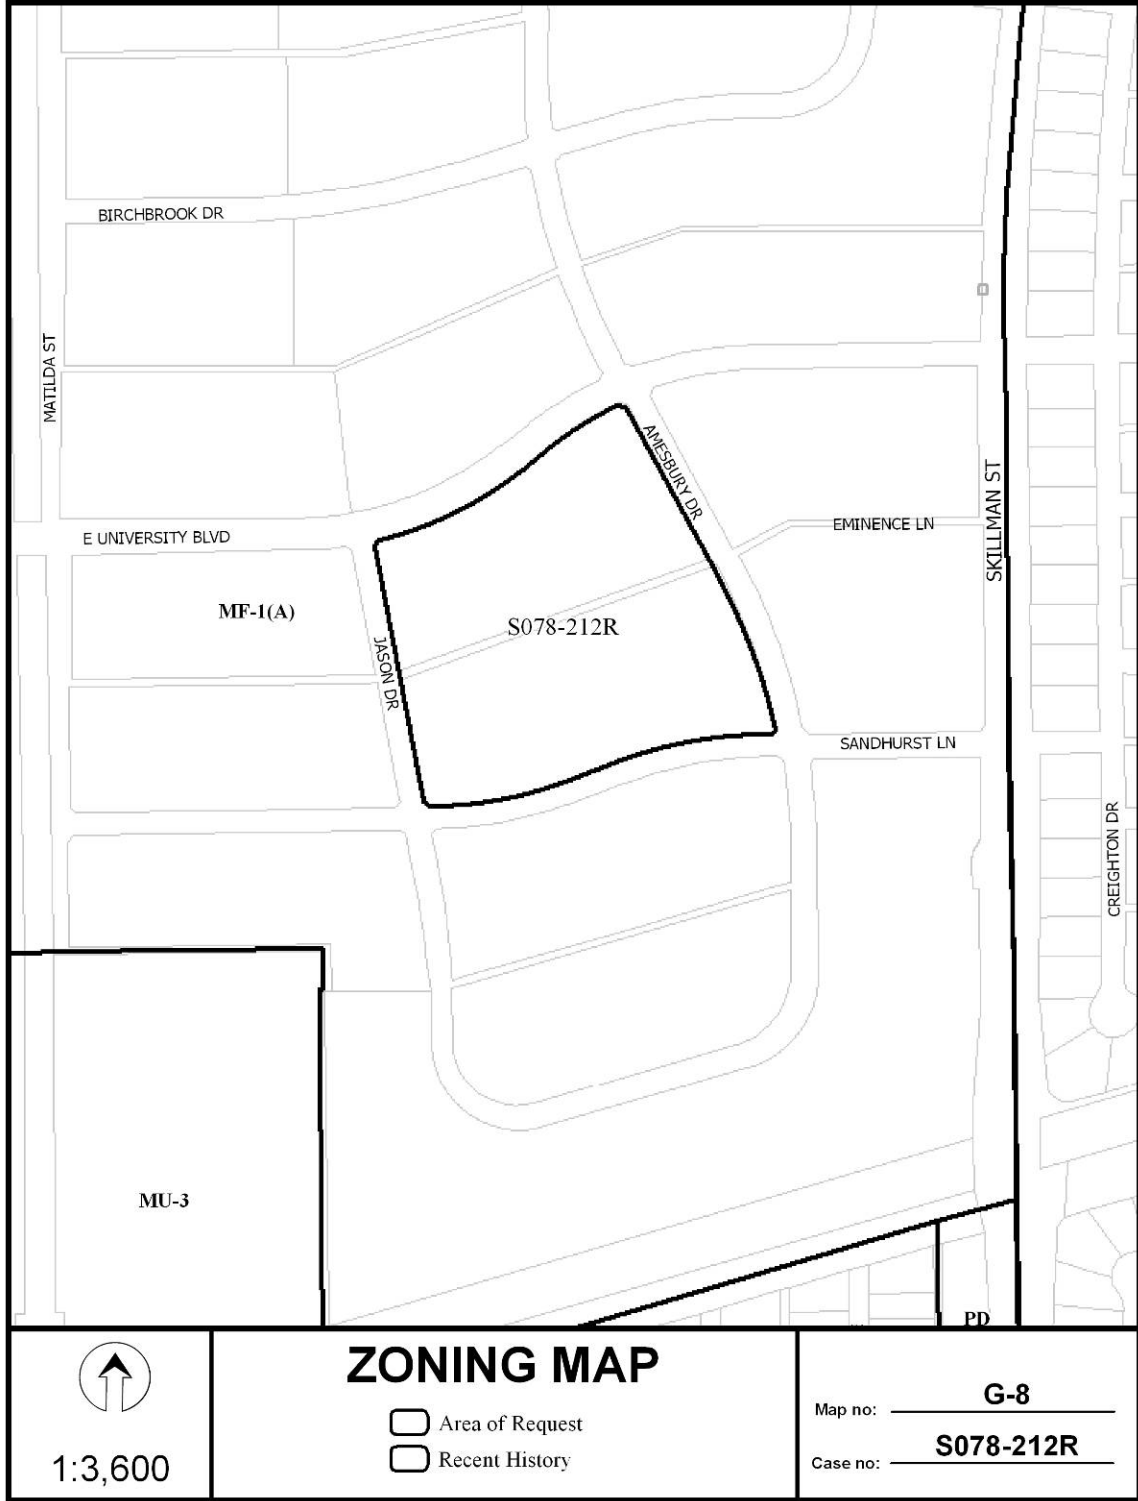 BIRCHBROOK DR
MATILDA ST
AMESBURY DR
SKILLMAN ST
E UNIVERSITY BLVD
EMINENCE LN
MF-1(A)
S078-212R
JASON DR
SANDHURST LN
CREIGHTON DR
MU-3
PD
1:3,600
ZONING MAP
Area of Request
Recent History
Map no: G-8
Case no: S078-212R